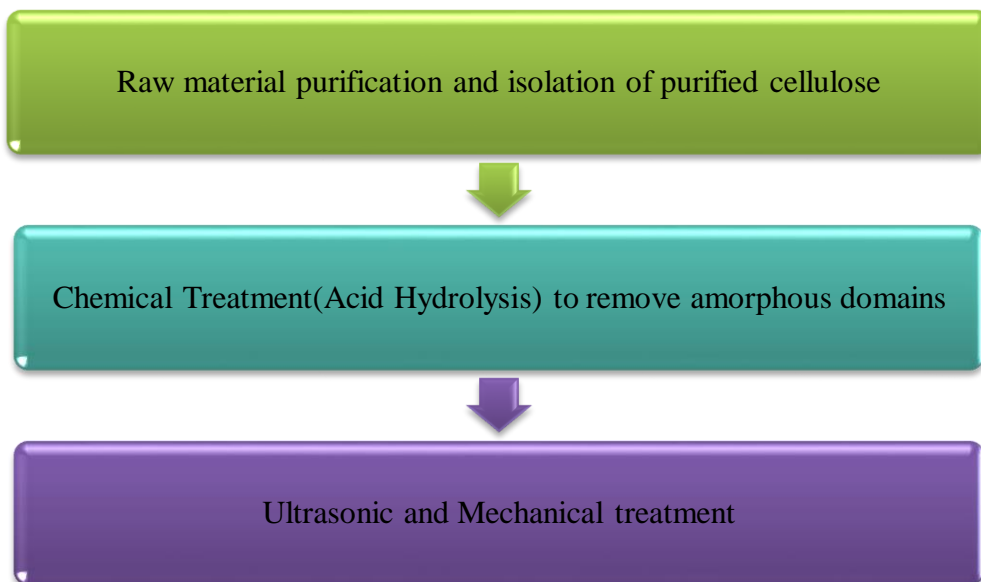 Raw material purification and isolation of purified cellulose
Chemical Treatment(Acid Hydrolysis) to remove amorphous domains
Ultrasonic and Mechanical treatment